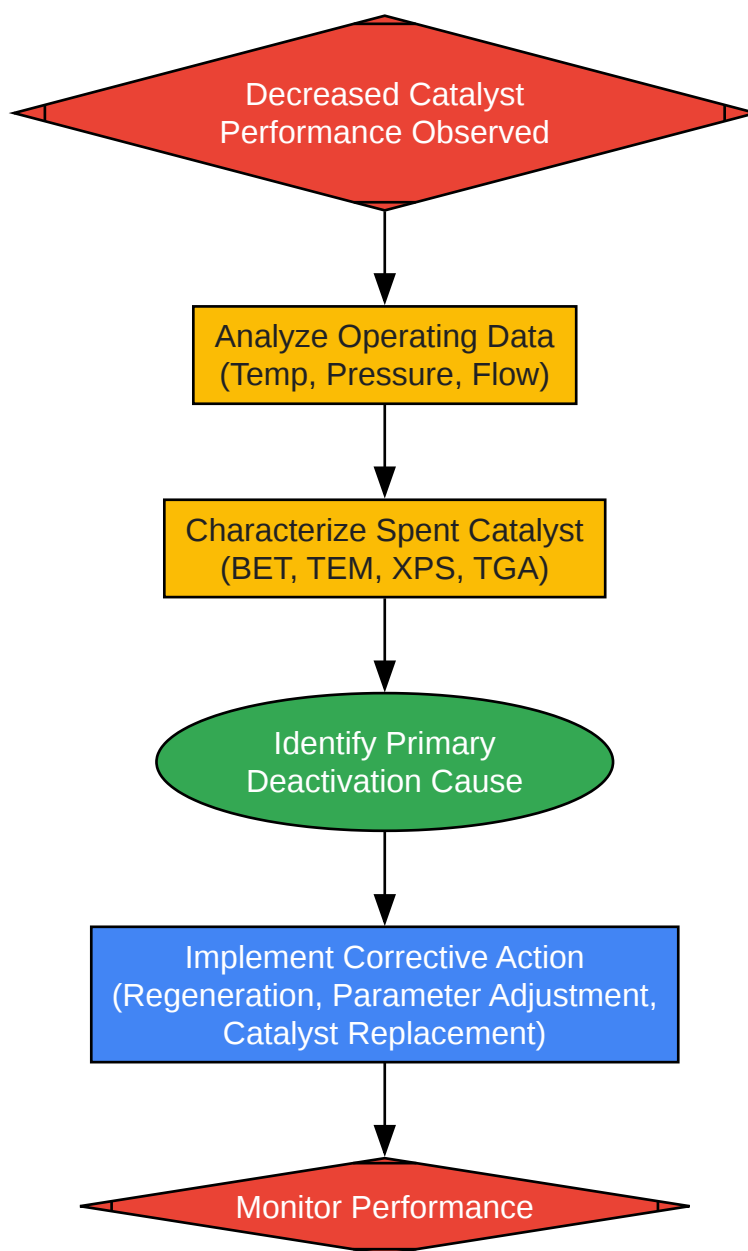 Decreased Catalyst
Performance Observed
Analyze Operating Data
(Temp, Pressure, Flow)
Characterize Spent Catalyst
(BET, TEM, XPS, TGA)
Identify Primary
Deactivation Cause
Implement Corrective Action
(Regeneration, Parameter Adjustment,
Catalyst Replacement)
Monitor Performance